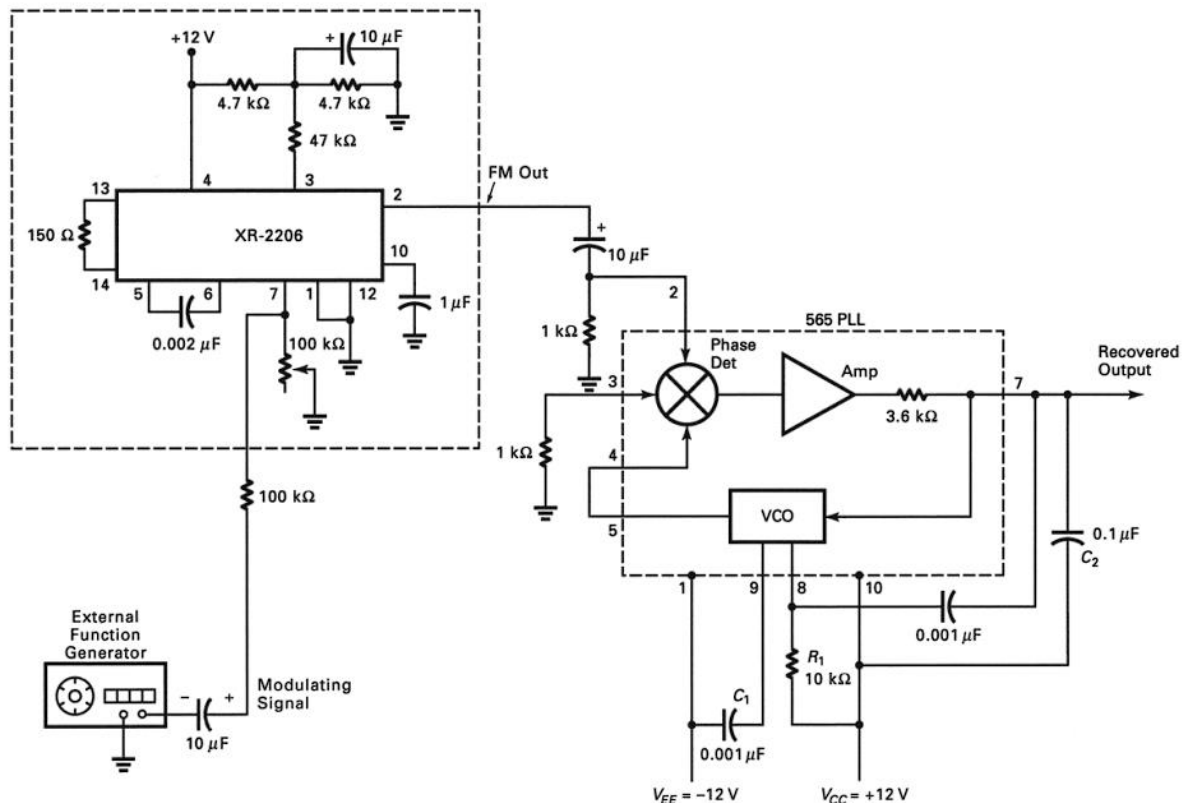 +12 V
+
10 µF
4.7 kΩ
4.7 kΩ
47 kΩ
4
3
13
2
FM Out
150 Ω
XR-2206
+
10 µF
10
14
5
6
7
1
12
1 µF
2
0.002 µF
100 kΩ
1 kΩ
565 PLL
Phase
Det
Amp
Recovered
Output
3
7
3.6 kΩ
1 kΩ
4
100 kΩ
VCO
5
0.1 µF
C₂
1
9
8
10
0.001 µF
External
Function
Generator
R₁
10 kΩ
Modulating
Signal
−
+
C₁
10 µF
0.001 µF
V_EE = −12 V
V_CC = +12 V